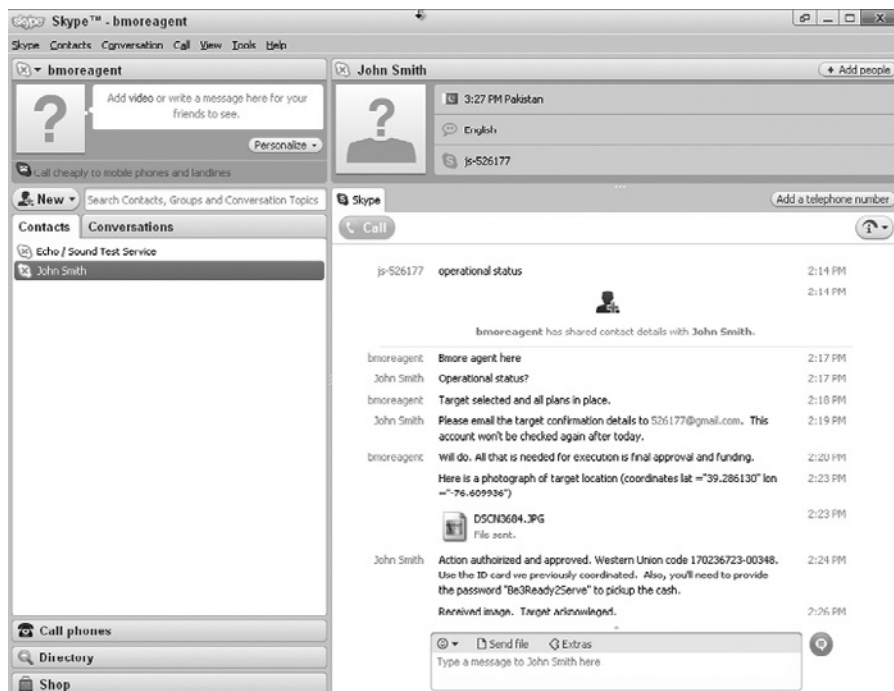 Skype™ - bmoreagent
Skype Contacts Conversation Call View Tools Help
bmoreagent
Add video or write a message here for your
friends to see.
Personalize
Call cheaply to mobile phones and landlines
New
Search Contacts, Groups and Conversation Topics
Contacts Conversations
Echo / Sound Test Service
John Smith
Call phones
Directory
Shop
John Smith
+ Add people
3:27 PM Pakistan
English
js-526177
Skype
Add a telephone number
Call
js-526177 operational status 2:14 PM
2:14 PM
bmoreagent has shared contact details with John Smith.
bmoreagent Bmore agent here 2:17 PM
John Smith Operational status? 2:17 PM
bmoreagent Target selected and all plans in place. 2:18 PM
John Smith Please email the target confirmation details to 526177@gmail.com. This 2:19 PM
account won't be checked again after today.
bmoreagent Will do. All that is needed for execution is final approval and funding. 2:20 PM
Here is a photograph of target location (coordinates lat ="39.286130" lon 2:23 PM
="-76.609936")
DSCN3684.JPG 2:23 PM
File sent.
John Smith Action authoirized and approved. Western Union code 170236723-00348. 2:24 PM
Use the ID card we previously coordinated. Also, you'll need to provide
the password "Be3Ready2Serve" to pickup the cash.
Received image. Target acknowleged. 2:26 PM
Send file Extras
Type a message to John Smith here